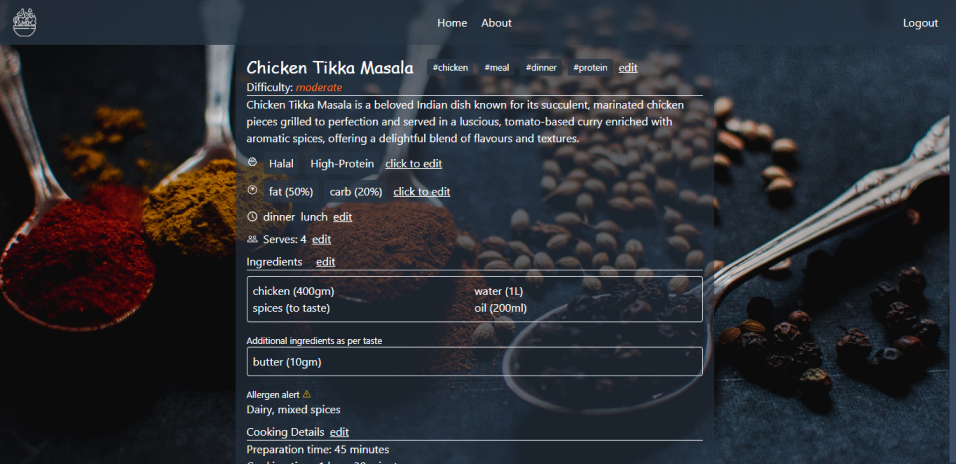 Home About Logout
Chicken Tikka Masala #chicken #meal #dinner #protein edit
Difficulty: moderate
Chicken Tikka Masala is a beloved Indian dish known for its succulent, marinated chicken
pieces grilled to perfection and served in a luscious, tomato-based curry enriched with
aromatic spices, offering a delightful blend of flavours and textures.
Halal High-Protein click to edit
fat (50%) carb (20%) click to edit
dinner lunch edit
Serves: 4 edit
Ingredients edit
chicken (400gm) water (1L)
spices (to taste) oil (200ml)
Additional ingredients as per taste
butter (10gm)
Allergen alert
Dairy, mixed spices
Cooking Details edit
Preparation time: 45 minutes